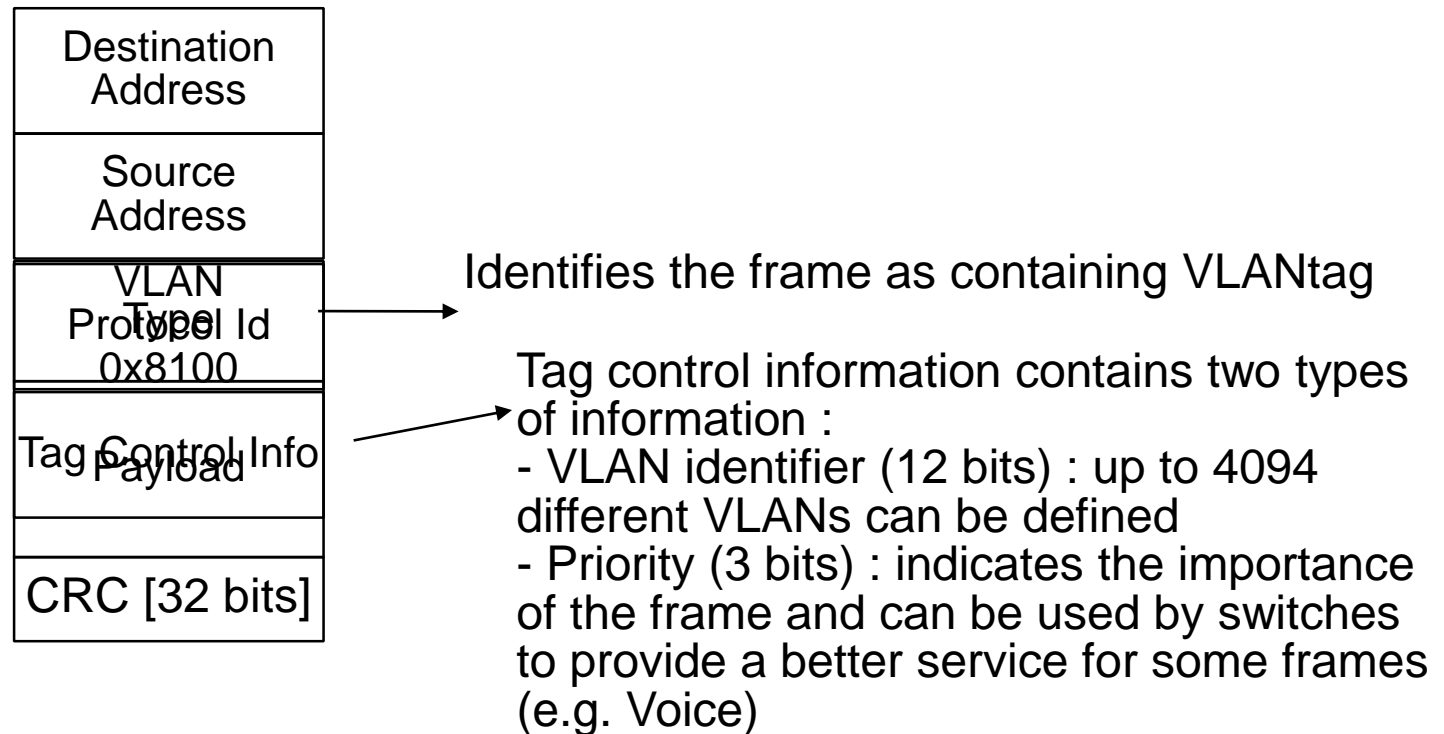 Destination
Address
Source
Address
VLAN
Type
Protocol Id
0x8100
Tag Control Info
Payload
CRC [32 bits]
Identifies the frame as containing VLANtag
Tag control information contains two types
of information :
- VLAN identifier (12 bits) : up to 4094
different VLANs can be defined
- Priority (3 bits) : indicates the importance
of the frame and can be used by switches
to provide a better service for some frames
(e.g. Voice)